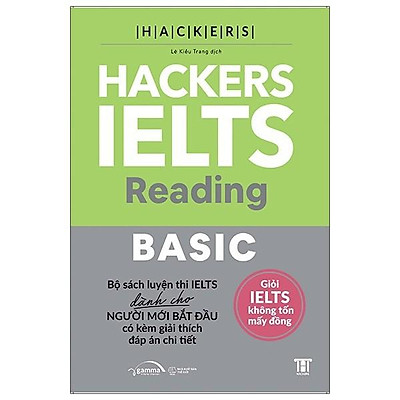 |H|A|C|K|E|R|S|
Lê Kiều Trang dịch
HACKERS
IELTS
Reading
BASIC
Bộ sách luyện thi IELTS
dành cho
NGƯỜI MỚI BẮT ĐẦU
có kèm giải thích
đáp án chi tiết
Giỏi
IELTS
không tốn
mấy đồng
gamma